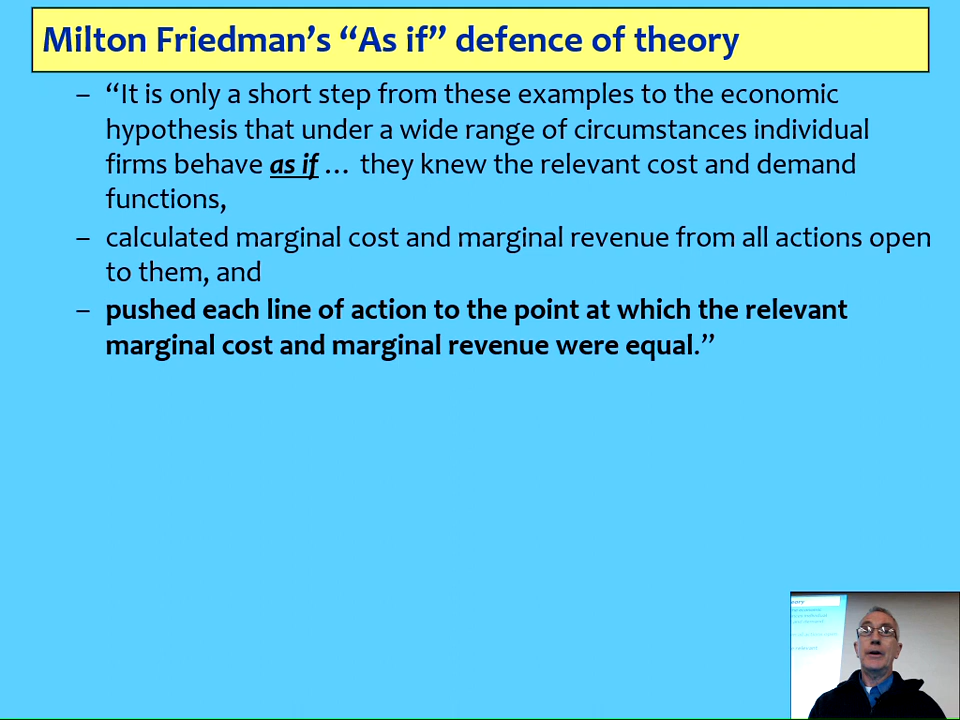 Milton Friedman’s “As if” defence of theory
– “It is only a short step from these examples to the economic
hypothesis that under a wide range of circumstances individual
firms behave as if … they knew the relevant cost and demand
functions,
– calculated marginal cost and marginal revenue from all actions open
to them, and
– pushed each line of action to the point at which the relevant
marginal cost and marginal revenue were equal.”